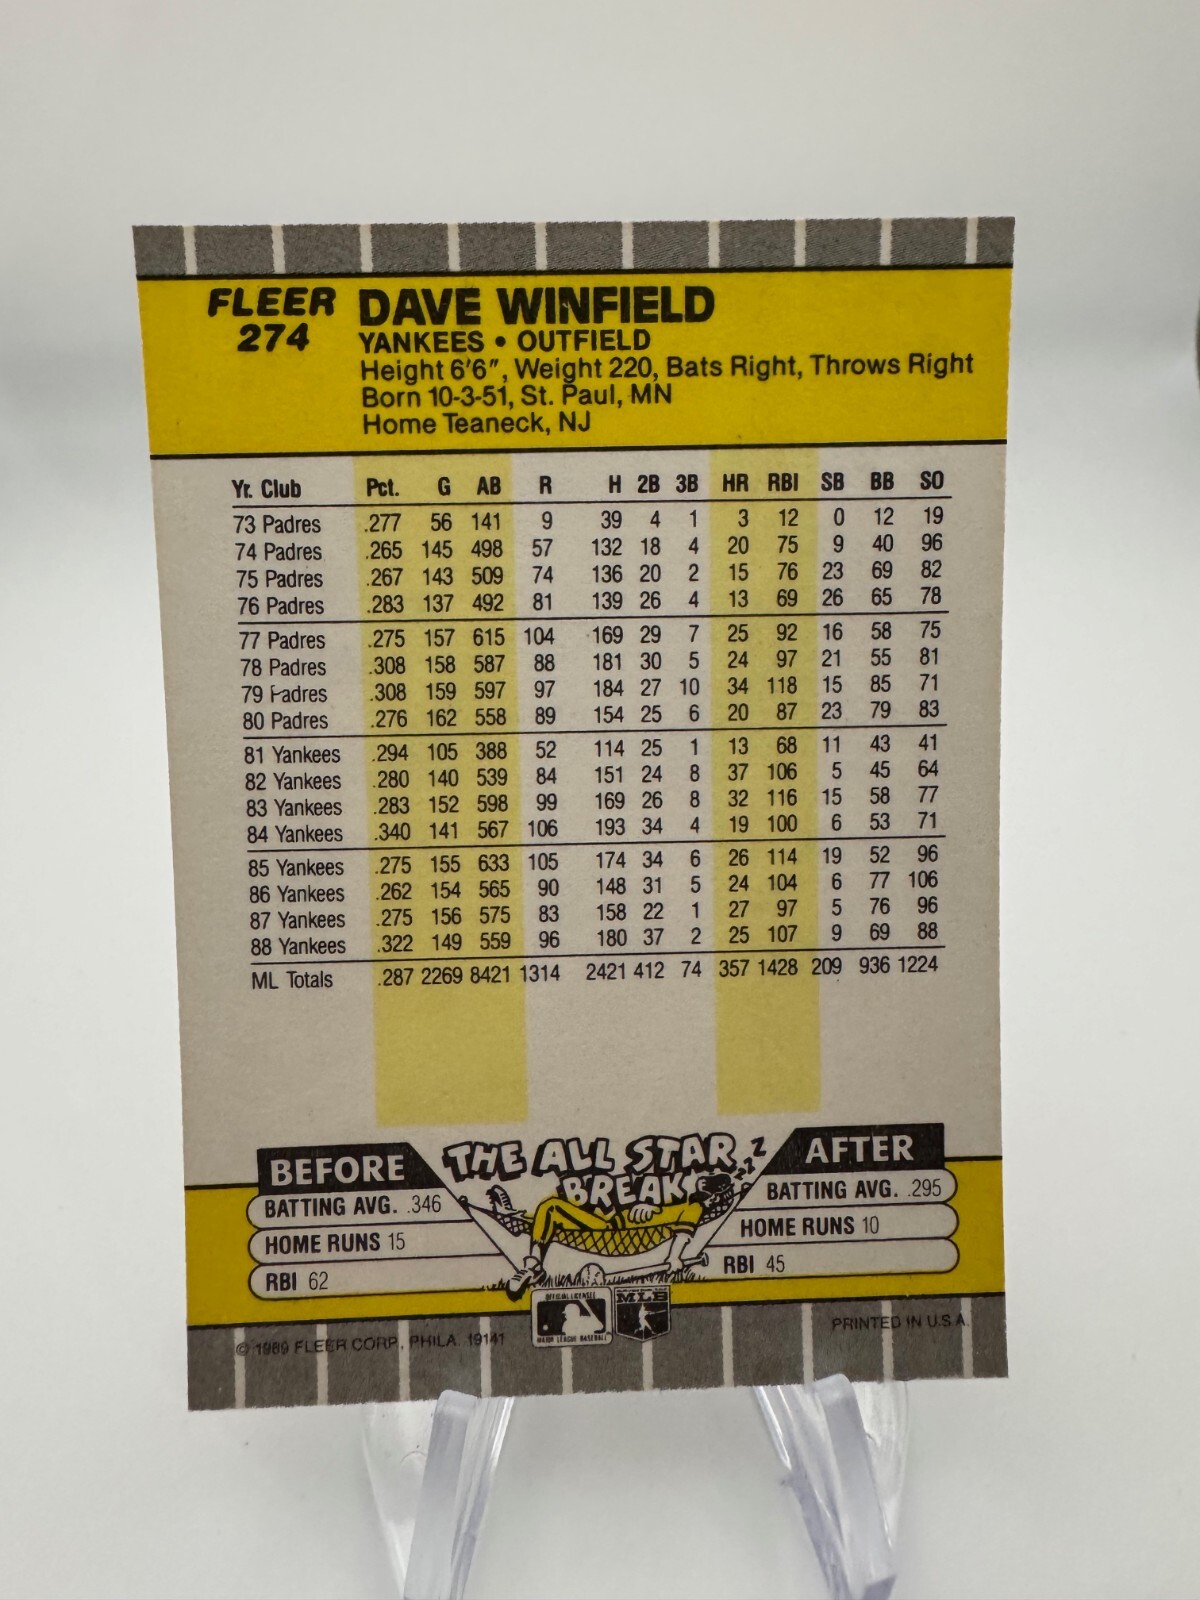 FLEER DAVE WINFIELD
274 YANKEES • OUTFIELD
Height 6'6", Weight 220, Bats Right, Throws Right
Born 10-3-51, St. Paul, MN
Home Teaneck, NJ
Yr. Club Pct. G AB R H 2B 3B HR RBI SB BB SO
73 Padres .277 56 141 9 39 4 1 3 12 0 12 19
74 Padres .265 145 498 57 132 18 4 20 75 9 40 96
75 Padres .267 143 509 74 136 20 2 15 76 23 69 82
76 Padres .283 137 492 81 139 26 4 13 69 26 65 78
77 Padres .275 157 615 104 169 29 7 25 92 16 58 75
78 Padres .308 158 587 88 181 30 5 24 97 21 55 81
79 Padres .308 159 597 97 184 27 10 34 118 15 85 71
80 Padres .276 162 558 89 154 25 6 20 87 23 79 83
81 Yankees .294 105 388 52 114 25 1 13 68 11 43 41
82 Yankees .280 140 539 84 151 24 8 37 106 5 45 64
83 Yankees .283 152 598 99 169 26 8 32 116 15 58 77
84 Yankees .340 141 567 106 193 34 4 19 100 6 53 71
85 Yankees .275 155 633 105 174 34 6 26 114 19 52 96
86 Yankees .262 154 565 90 148 31 5 24 104 6 77 106
87 Yankees .275 156 575 83 158 22 1 27 97 5 76 96
88 Yankees .322 149 559 96 180 37 2 25 107 9 69 88
ML Totals .287 2269 8421 1314 2421 412 74 357 1428 209 936 1224
THE ALL STAR BREAK
zzZ
BEFORE
BATTING AVG. .346
HOME RUNS 15
RBI 62
AFTER
BATTING AVG. .295
HOME RUNS 10
RBI 45
OFFICIAL LICENSEE
MAJOR LEAGUE BASEBALL
MLB
© 1989 FLEER CORP., PHILA. 19141
PRINTED IN U.S.A.